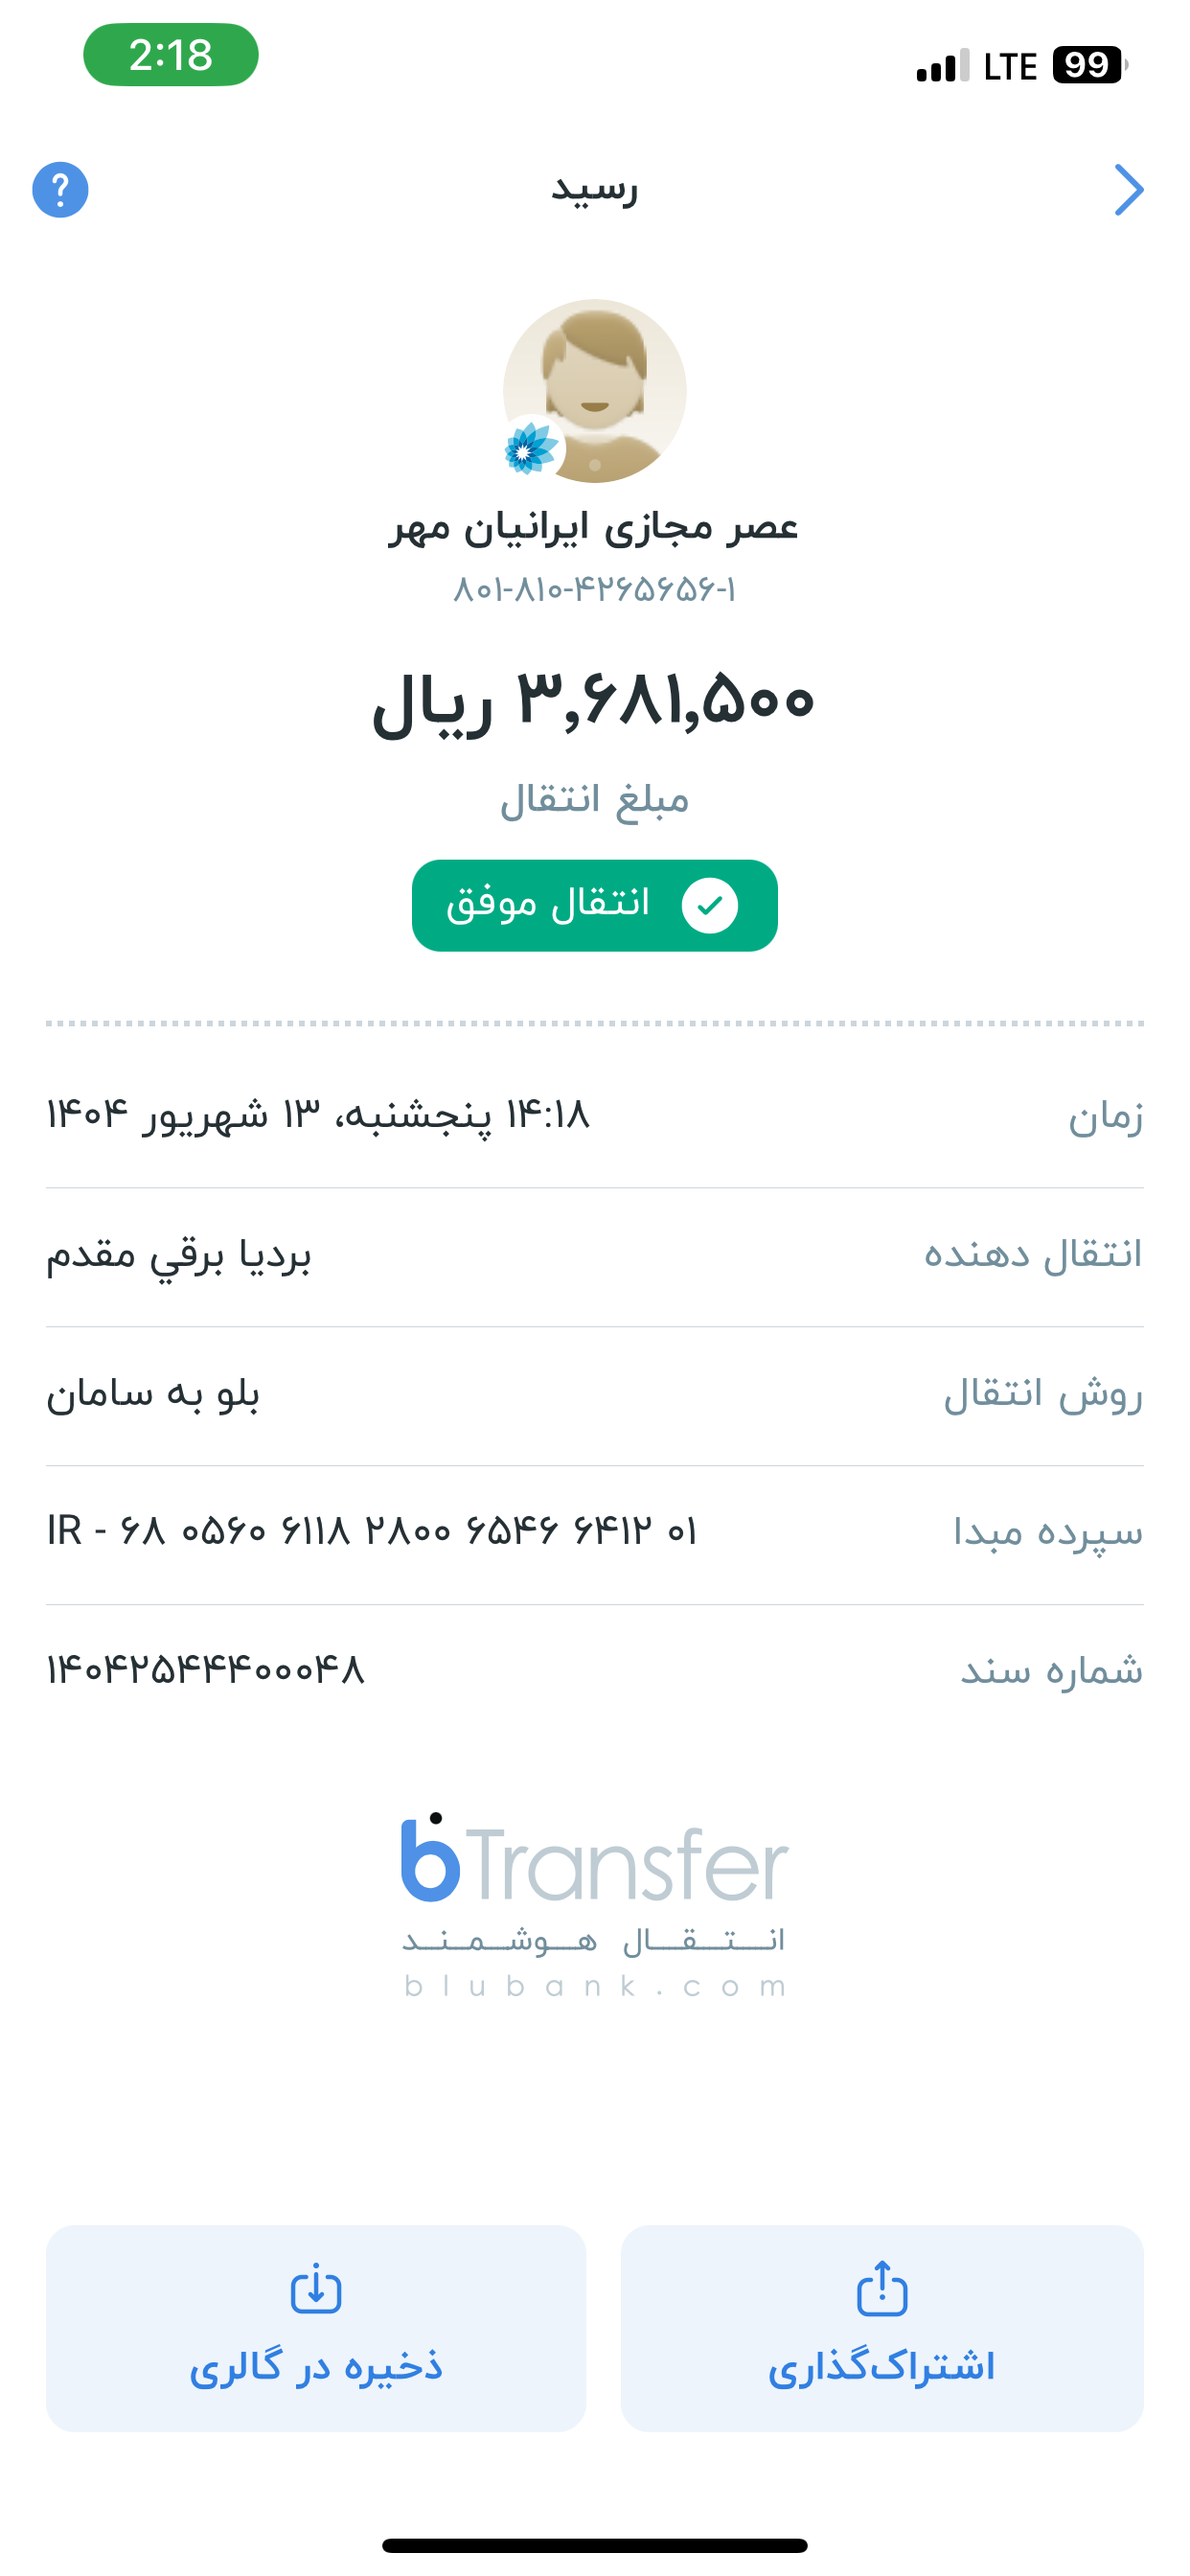 2:18
LTE 99
رسید
?
عصر مجازی ایرانیان مهر
۸۰۱-۸۱۰-۴۲۶۵۶۵۶-۱
۳,۶۸۱,۵۰۰ ریال
مبلغ انتقال
انتقال موفق
زمان ۱۴:۱۸ پنجشنبه، ۱۳ شهریور ۱۴۰۴
انتقال دهنده بردیا برقي مقدم
روش انتقال بلو به سامان
سپرده مبدا IR - ۶۸ ۰۵۶۰ ۶۱۱۸ ۲۸۰۰ ۶۵۴۶ ۶۴۱۲ ۰۱
شماره سند ۱۴۰۴۲۵۴۴۴۰۰۰۴۸
bTransfer
انـــتـــقـــال هـــوشـــمـــنـــد
blubank.com
اشتراک‌گذاری
ذخیره در گالری